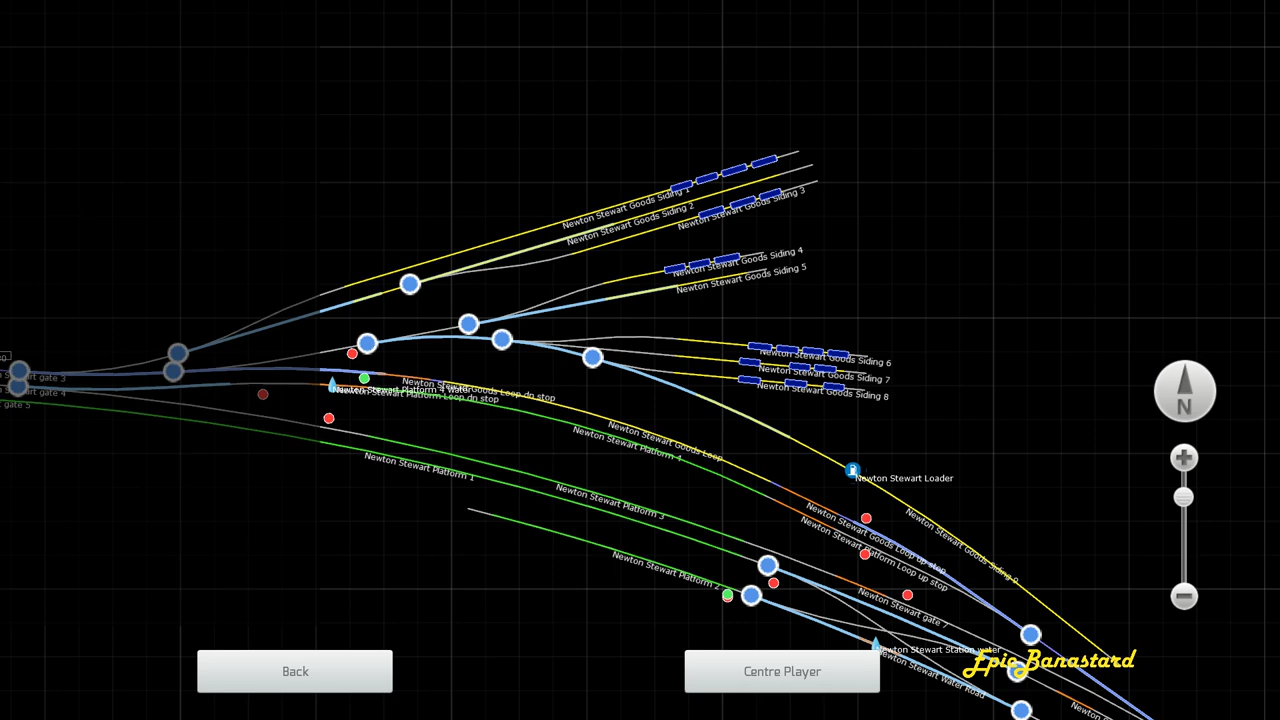 Newton Stewart Goods Siding 1
Newton Stewart Goods Siding 2
Newton Stewart Goods Siding 3
Newton Stewart Goods Siding 4
Newton Stewart Goods Siding 5
Newton Stewart Goods Siding 6
Newton Stewart Goods Siding 7
Newton Stewart Goods Siding 8
gate 3
gate 4
gate 5
Newton Stewart Goods Loop dn stop
Newton Stewart Platform 4 Water
Newton Stewart Platform Loop dn stop
Newton Stewart Goods Loop
Newton Stewart Platform 4
Newton Stewart Platform 1
Newton Stewart Platform 3
Newton Stewart Loader
Newton Stewart Goods Loop up stop
Newton Stewart Platform Loop up stop
Newton Stewart Goods Siding 9
Newton Stewart Platform 2
Newton Stewart gate 7
Newton Stewart Station water
Newton Stewart Water Road
Epic Banastard
Back
Centre Player
N